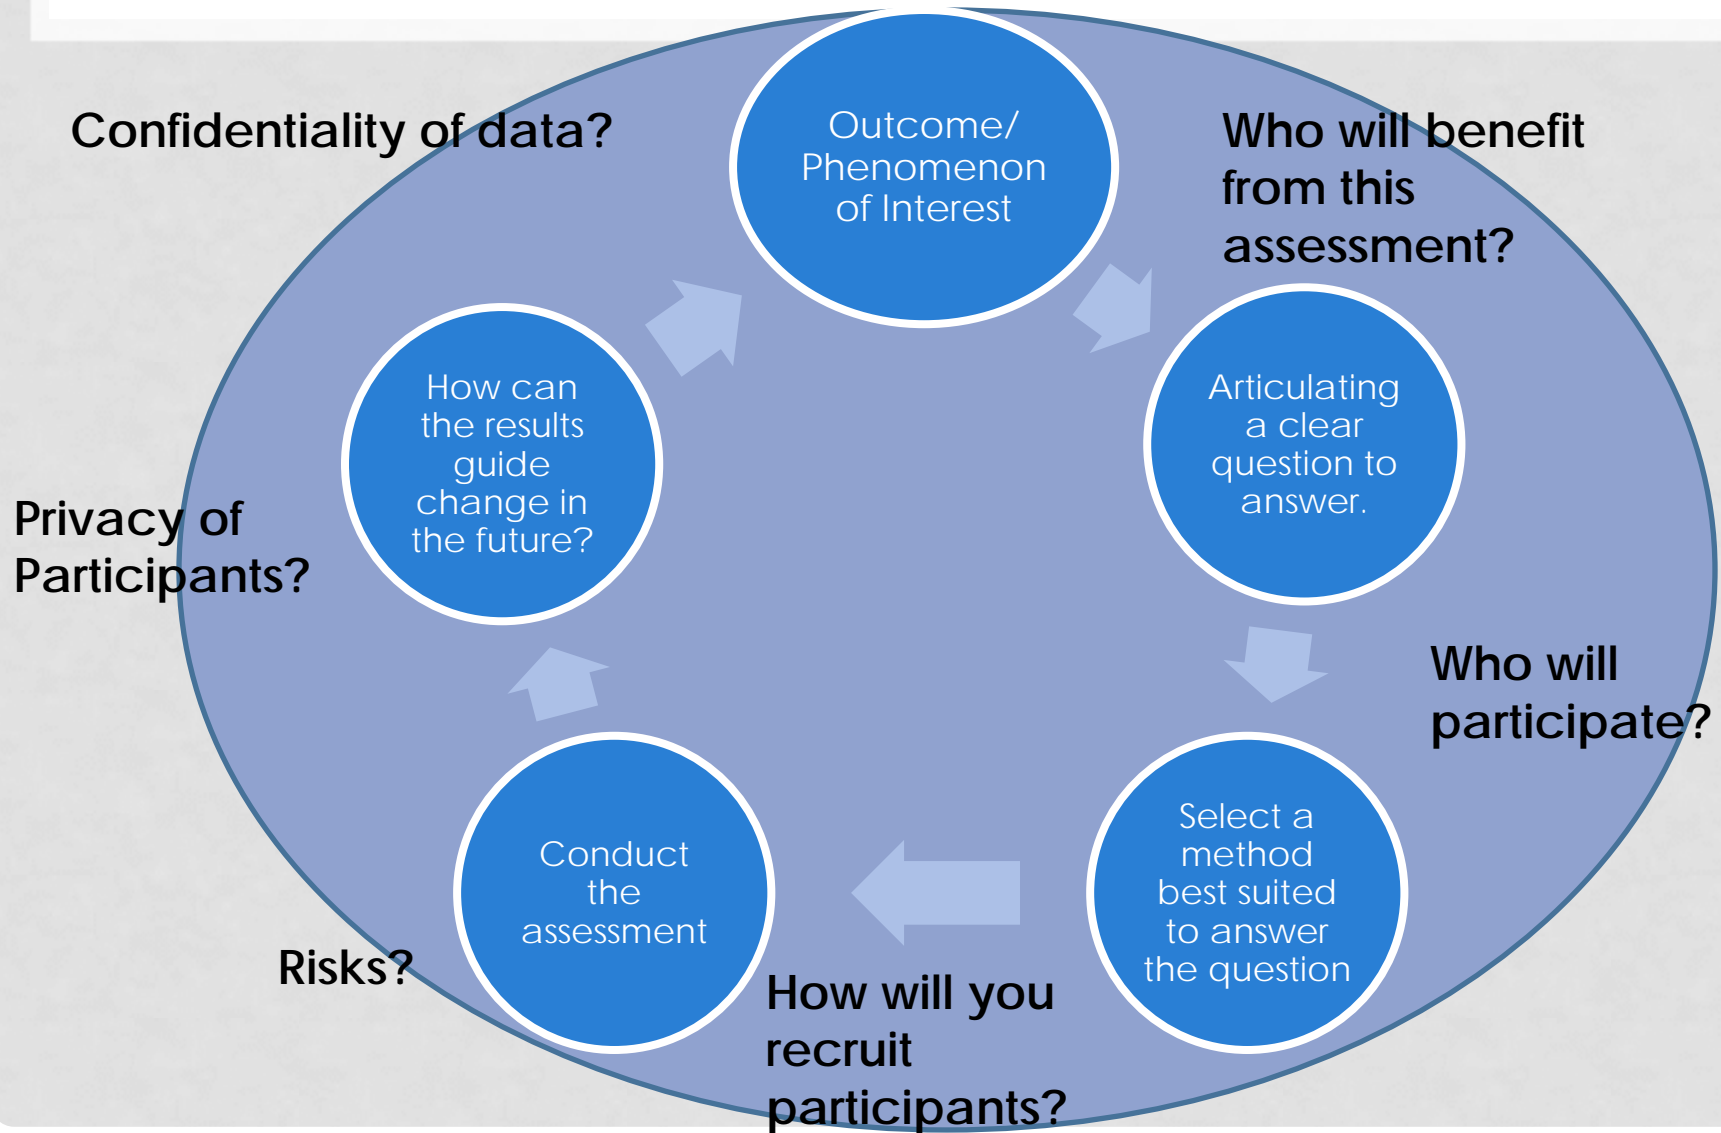 Confidentiality of data?
Outcome/
Phenomenon
of Interest
Who will benefit
from this
assessment?
How can
the results
guide
change in
the future?
Articulating
a clear
question to
answer.
Privacy of
Participants?
Who will
participate?
Conduct
the
assessment
Select a
method
best suited
to answer
the question
Risks?
How will you
recruit
participants?